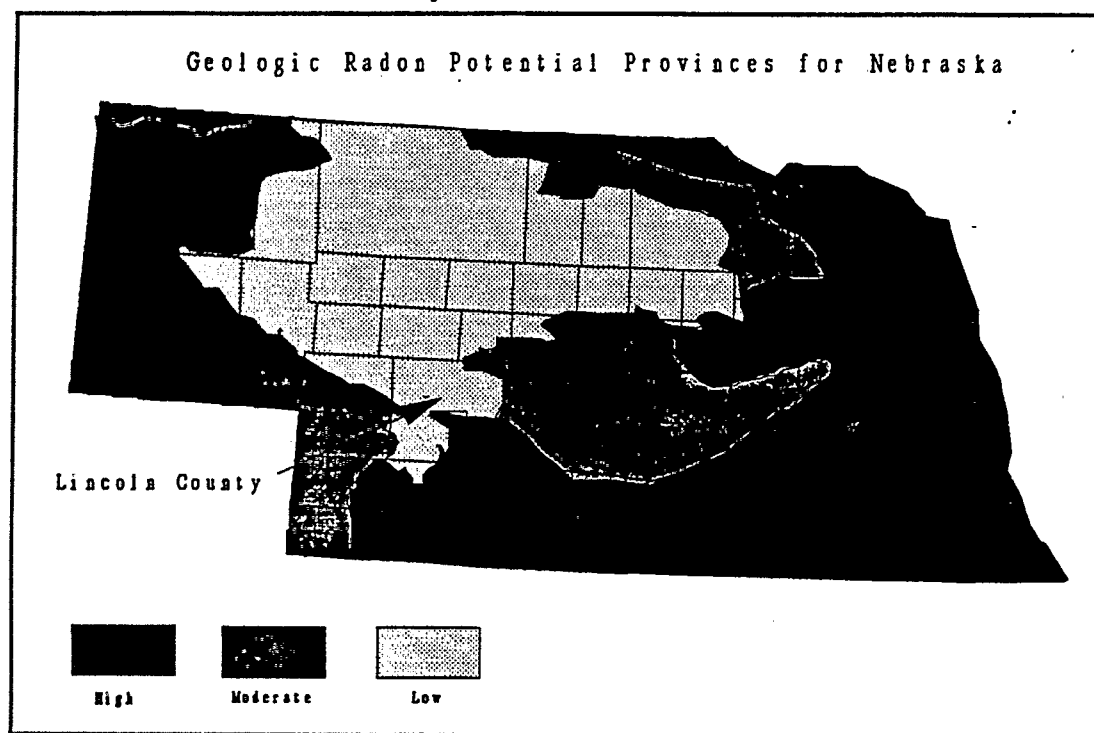 Geologic Radon Potential Provinces for Nebraska
Lincoln County
High Moderate Low